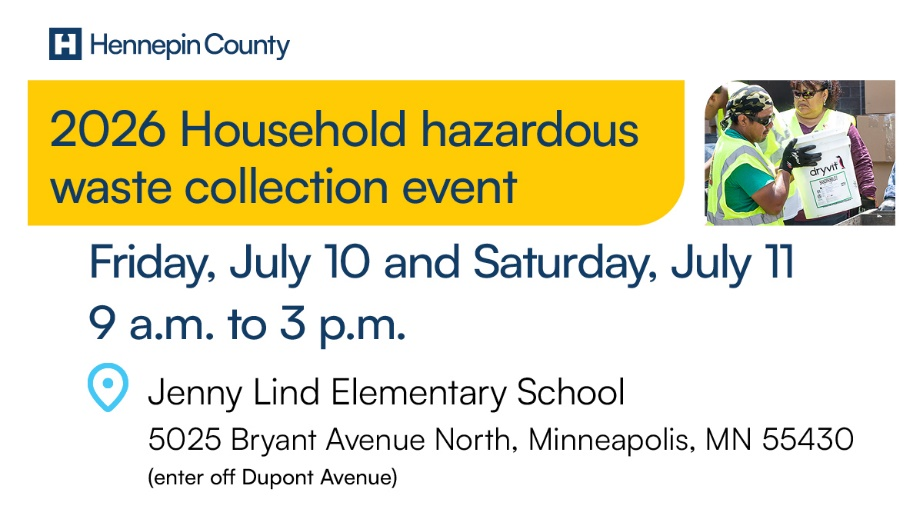 Hennepin County
2026 Household hazardous
waste collection event
dryvit
Friday, July 10 and Saturday, July 11
9 a.m. to 3 p.m.
Jenny Lind Elementary School
5025 Bryant Avenue North, Minneapolis, MN 55430
(enter off Dupont Avenue)